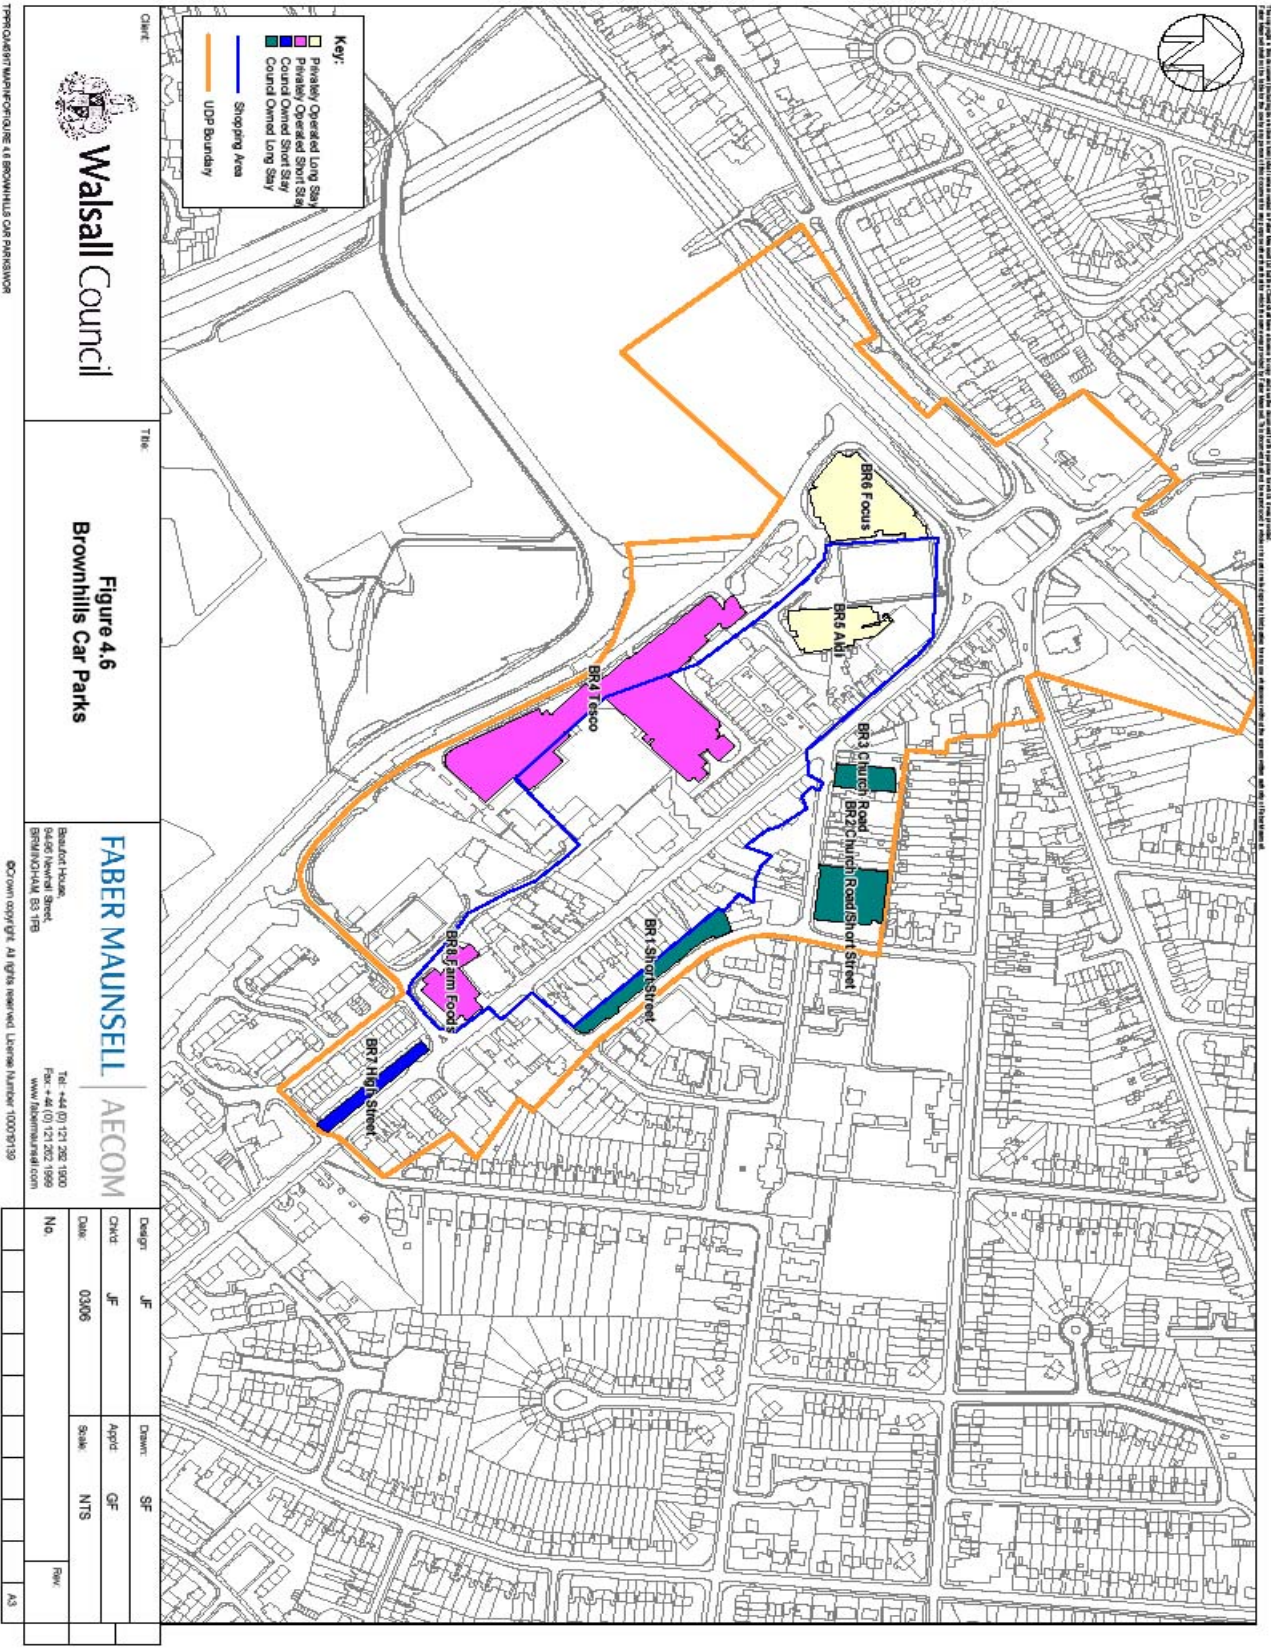 Key:
Privately Operated Long Stay
Privately Operated Short Stay
Council Owned Short Stay
Council Owned Long Stay
Shopping Area
UDP Boundary
N
BR6 Focus
BR5 Aldi
BR4 Tesco
BR3 Church Road
BR2 Church Road/Short Street
BR1 Short Street
BR8 Farm Foods
BR7 High Street
Client:
Walsall Council
Title:
Figure 4.6
Brownhills Car Parks
FABER MAUNSELL | AECOM
Beaufort House,
94-96 Newhall Street,
BIRMINGHAM, B3 1PB
Tel: +44 (0) 121 262 1900
Fax: +44 (0) 121 262 1999
www.fabermaunsell.com
Design: JF
Drawn: SF
Chk'd: JF
App'd: GF
Date: 03/06
Scale: NTS
No.
Rev:
©Crown copyright. All rights reserved. License Number 100019139
A3